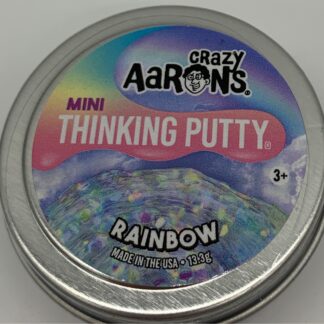 CRAZY
AARONS®
MINI
THINKING PUTTY®
3+
RAINBOW
MADE IN THE USA • 13.3g